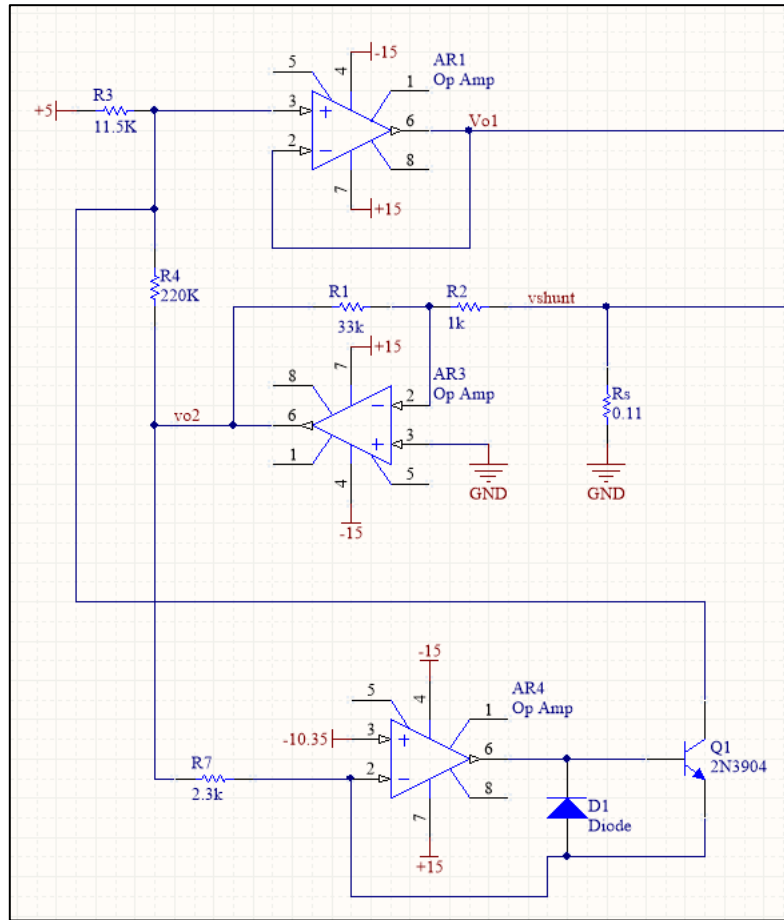 5
4
-15
AR1
Op Amp
1
+5
R3
11.5K
3
+
6
Vo1
2
−
8
7
+15
R4
220K
R1
33k
R2
1k
vshunt
7
+15
8
AR3
Op Amp
2
−
Rs
0.11
vo2
6
3
+
1
4
5
GND
GND
-15
-15
5
4
AR4
Op Amp
1
-10.35
3
+
6
Q1
2N3904
R7
2.3k
2
−
8
D1
Diode
7
+15